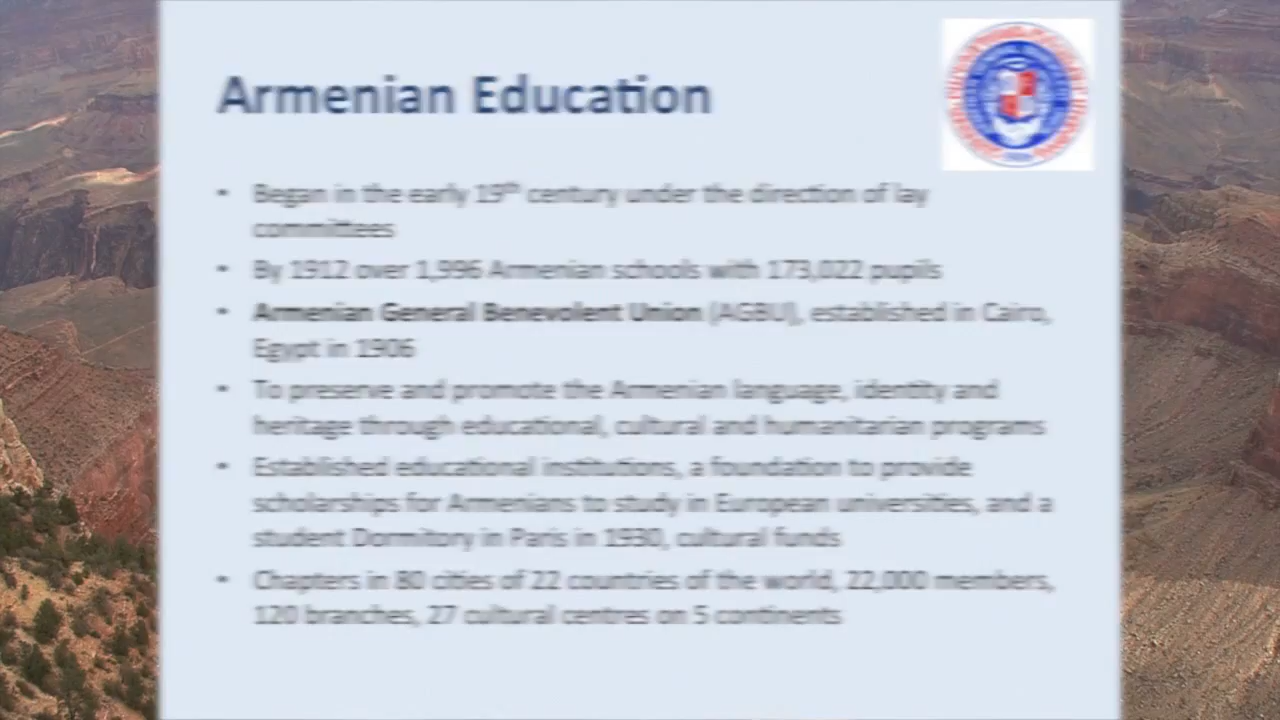 Armenian Education
• Began in the early 19th century under the direction of lay
committees
• By 1912 over 1,996 Armenian schools with 173,022 pupils
• Armenian General Benevolent Union (AGBU), established in Cairo,
Egypt in 1906
• To preserve and promote the Armenian language, identity and
heritage through educational, cultural and humanitarian programs
• Established educational institutions, a foundation to provide
scholarships for Armenians to study in European universities, and a
student Dormitory in Paris in 1930, cultural funds
• Chapters in 80 cities of 22 countries of the world, 22,000 members,
120 branches, 27 cultural centres on 5 continents